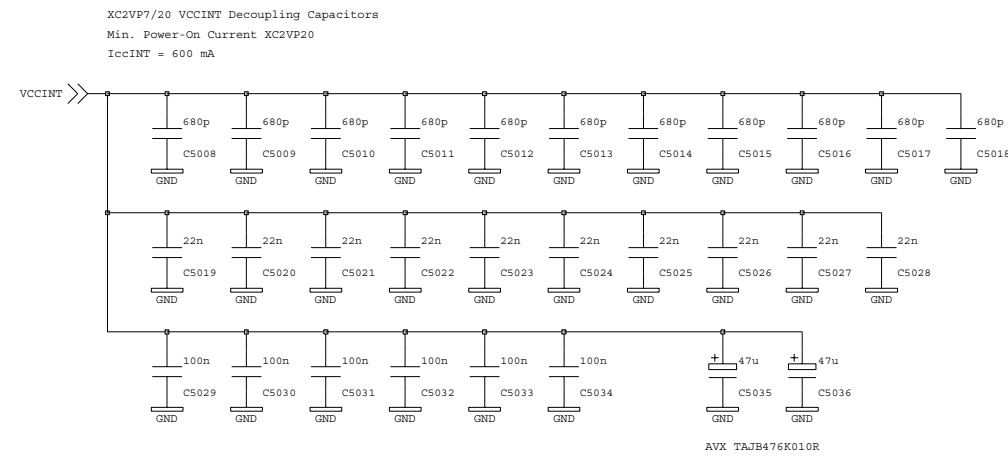 XC2VP7/20 VCCINT Decoupling Capacitors
Min. Power-On Current XC2VP20
IccINT = 600 mA
VCCINT
680p 680p 680p 680p 680p 680p 680p 680p 680p 680p 680p
C5008 C5009 C5010 C5011 C5012 C5013 C5014 C5015 C5016 C5017 C5018
GND GND GND GND GND GND GND GND GND GND GND
22n 22n 22n 22n 22n 22n 22n 22n 22n 22n
C5019 C5020 C5021 C5022 C5023 C5024 C5025 C5026 C5027 C5028
GND GND GND GND GND GND GND GND GND GND
100n 100n 100n 100n 100n 100n + 47u + 47u
C5029 C5030 C5031 C5032 C5033 C5034 C5035 C5036
GND GND GND GND GND GND GND GND
AVX TAJB476K010R